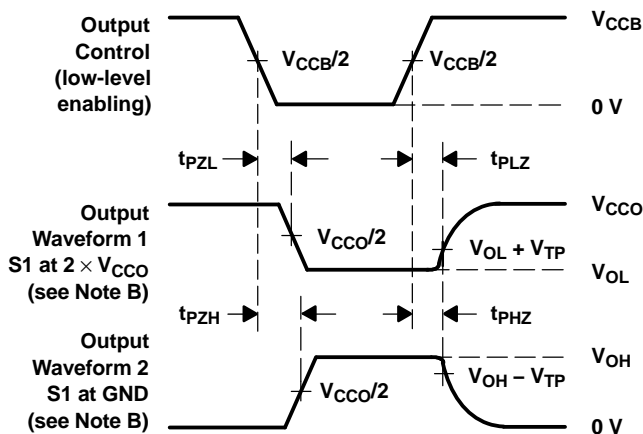 Output
Control
(low-level
enabling)
VCCB/2
VCCB/2
VCCB
0 V
tPZL
tPLZ
Output
Waveform 1
S1 at 2 × VCCO
(see Note B)
VCCO/2
VCCO
VOL + VTP
VOL
tPZH
tPHZ
Output
Waveform 2
S1 at GND
(see Note B)
VCCO/2
VOH
VOH − VTP
0 V